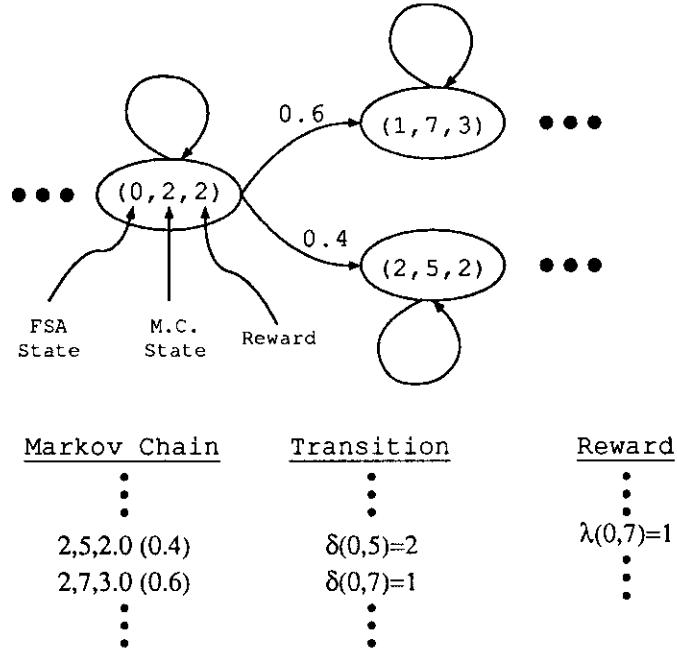 0.6
(1,7,3)
(0,2,2)
0.4
(2,5,2)
FSA State
M.C. State
Reward
Markov Chain
2,5,2.0 (0.4)
2,7,3.0 (0.6)
Transition
δ(0,5)=2
δ(0,7)=1
Reward
λ(0,7)=1